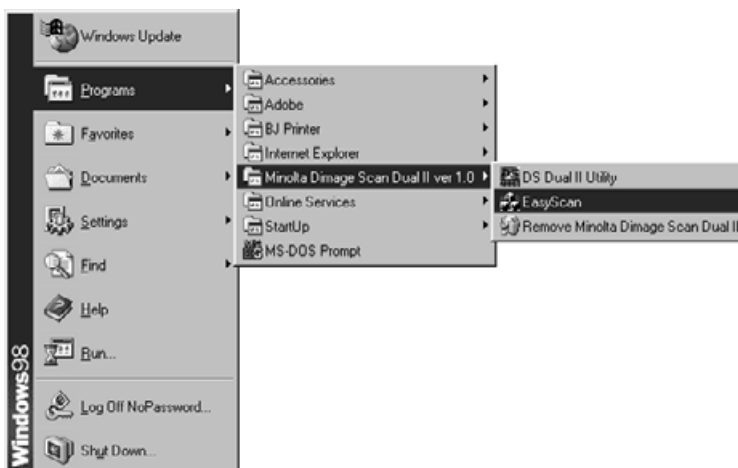 Windows Update
Programs
Favorites
Documents
Settings
Find
Help
Run...
Log Off NoPassword...
Shut Down...
Windows98
Accessories
Adobe
BJ Printer
Internet Explorer
Minolta Dimage Scan Dual II ver 1.0
Online Services
StartUp
MS-DOS Prompt
DS Dual II Utility
EasyScan
Remove Minolta Dimage Scan Dual II